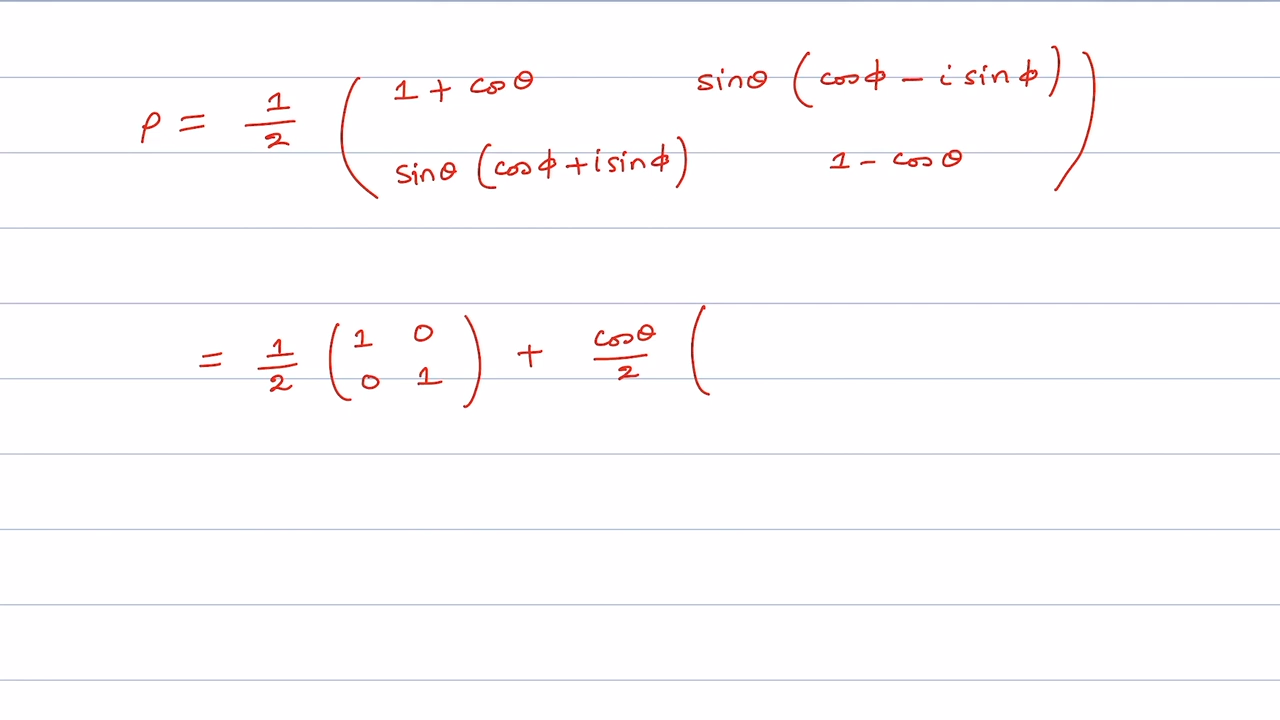 ρ = 1/2 ( 1 + cosθ    sinθ (cosϕ − i sinϕ)
sinθ (cosϕ + i sinϕ)    1 − cosθ )
= 1/2 ( 1 0
0 1 ) + cosθ/2 (